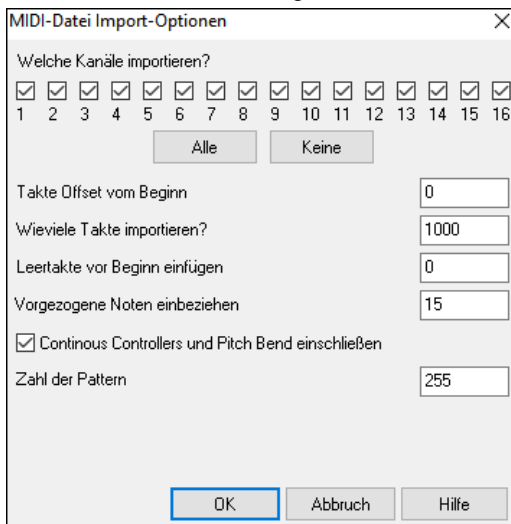 MIDI-Datei Import-Optionen
Welche Kanäle importieren?
1 2 3 4 5 6 7 8 9 10 11 12 13 14 15 16
Alle Keine
Takte Offset vom Beginn 0
Wieviele Takte importieren? 1000
Leertakte vor Beginn einfügen 0
Vorgezogene Noten einbeziehen 15
Continous Controllers und Pitch Bend einschließen
Zahl der Pattern 255
OK Abbruch Hilfe